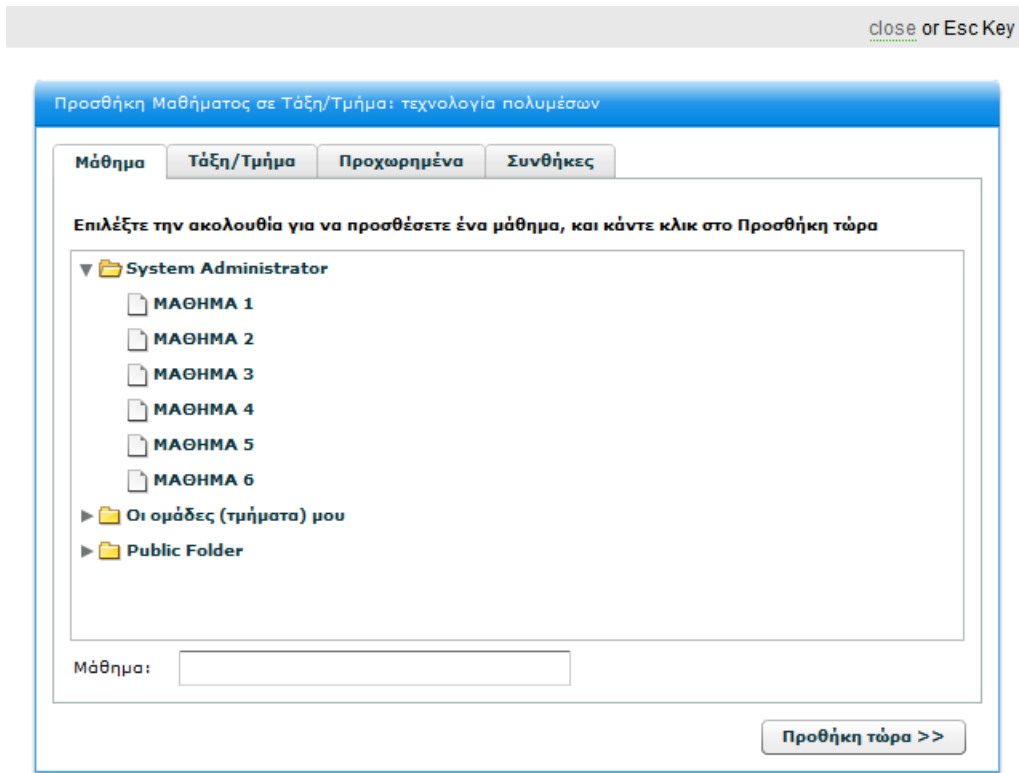 close or Esc Key
Προσθήκη Μαθήματος σε Τάξη/Τμήμα: τεχνολογία πολυμέσων
Μάθημα Τάξη/Τμήμα Προχωρημένα Συνθήκες
Επιλέξτε την ακολουθία για να προσθέσετε ένα μάθημα, και κάντε κλικ στο Προσθήκη τώρα
System Administrator
ΜΑΘΗΜΑ 1
ΜΑΘΗΜΑ 2
ΜΑΘΗΜΑ 3
ΜΑΘΗΜΑ 4
ΜΑΘΗΜΑ 5
ΜΑΘΗΜΑ 6
Οι ομάδες (τμήματα) μου
Public Folder
Μάθημα:
Προθήκη τώρα >>